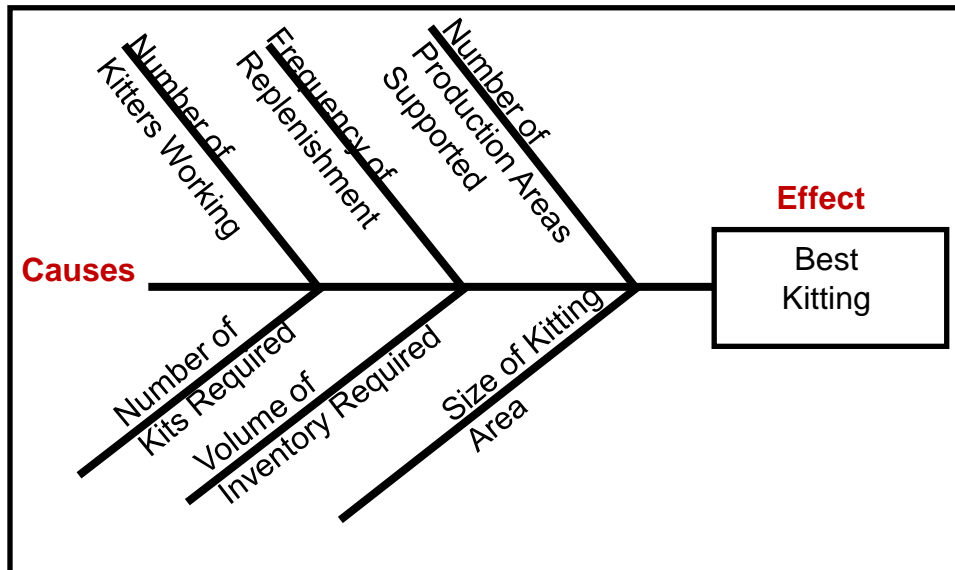 Number of
Kitters Working
Frequency of
Replenishment
Number of
Production Areas
Supported
Effect
Best
Kitting
Causes
Number of
Kits Required
Volume of
Inventory Required
Size of Kitting
Area